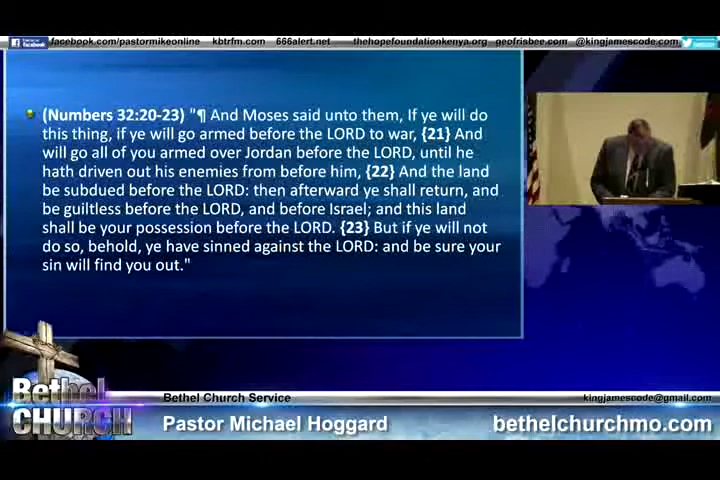 facebook.com/pastormikeonline kbtrfm.com 666alert.net thehopefoundationkenya.org geofrisbee.com @kingjamescode.com
(Numbers 32:20-23) "¶ And Moses said unto them, If ye will do
this thing, if ye will go armed before the LORD to war, {21} And
will go all of you armed over Jordan before the LORD, until he
hath driven out his enemies from before him, {22} And the land
be subdued before the LORD: then afterward ye shall return, and
be guiltless before the LORD, and before Israel; and this land
shall be your possession before the LORD. {23} But if ye will not
do so, behold, ye have sinned against the LORD: and be sure your
sin will find you out."
Bethel
CHURCH
Bethel Church Service kingjamescode@gmail.com
Pastor Michael Hoggard bethelchurchmo.com